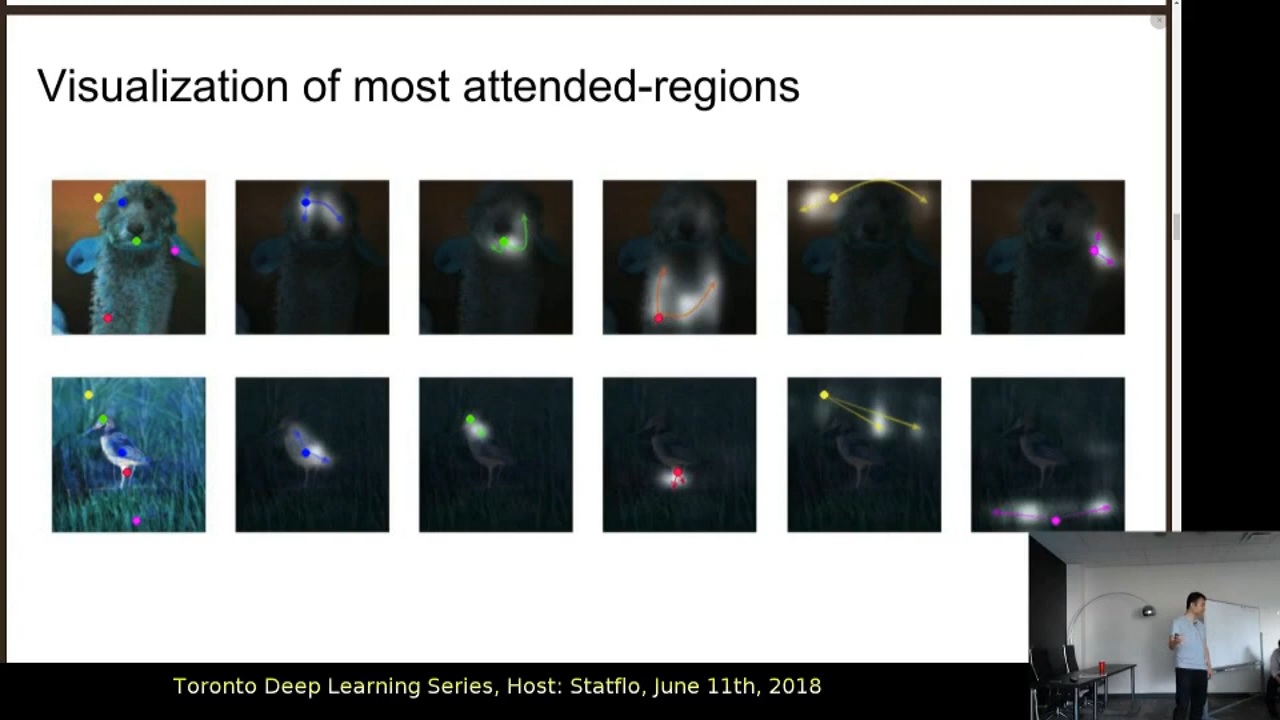 Visualization of most attended-regions
Toronto Deep Learning Series, Host: Statflo, June 11th, 2018